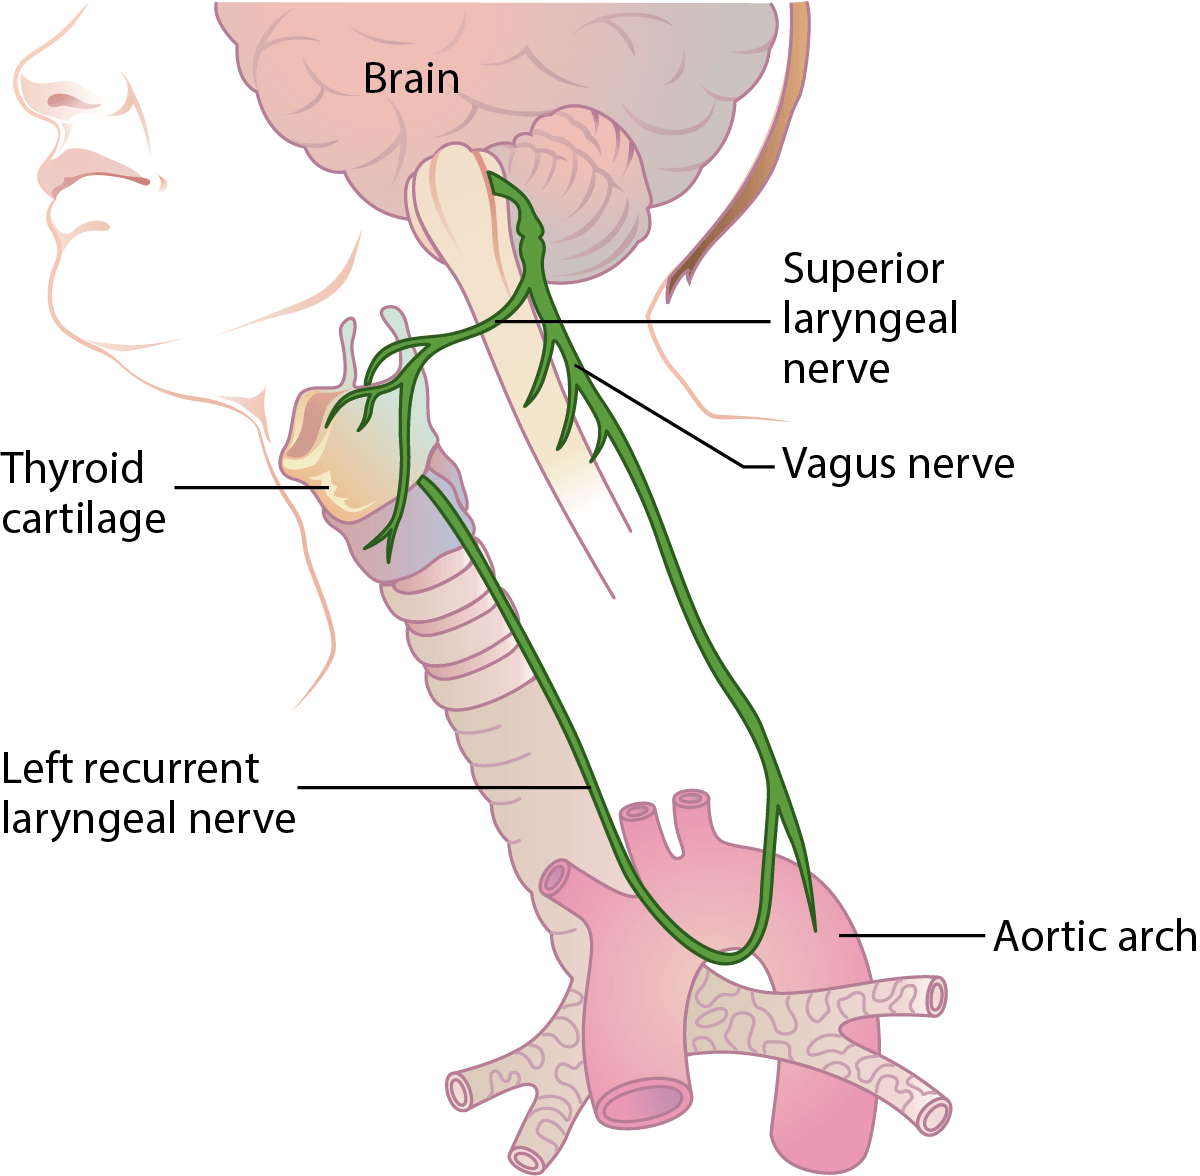 Brain
Superior
laryngeal
nerve
Vagus nerve
Thyroid
cartilage
Left recurrent
laryngeal nerve
Aortic arch